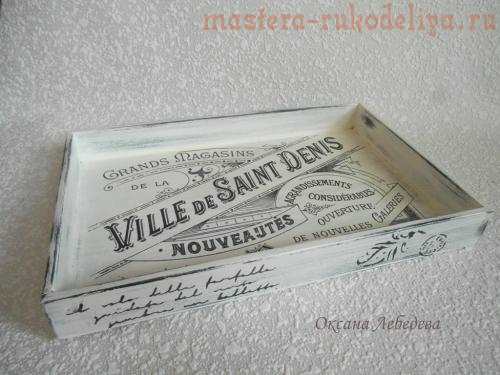 mastera-rukodeliya.ru
GRANDS MAGASINS
DE LA
VILLE DE SAINT DENIS
NOUVEAUTÉS
AGRANDISSEMENTS
CONSIDÉRABLES
OUVERTURE
DE NOUVELLES GALERIES
Оксана Лебедева